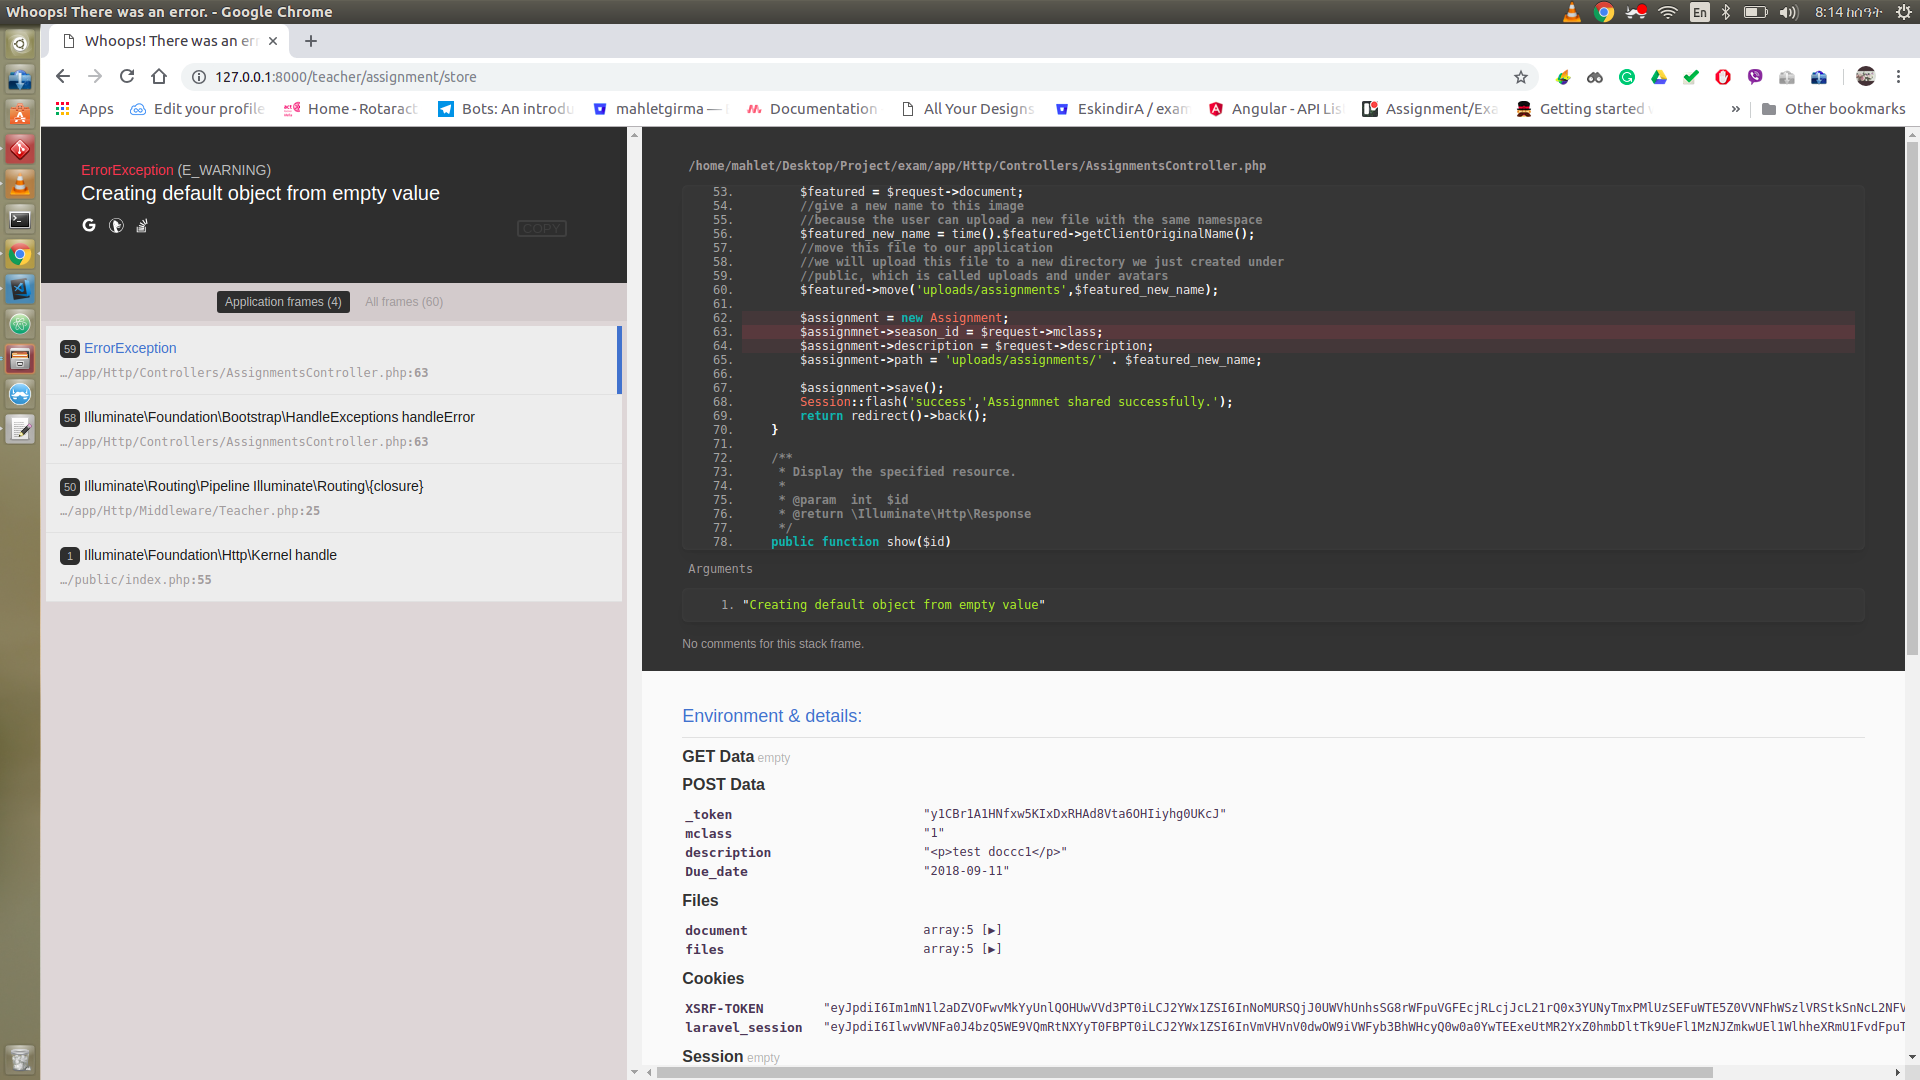 Whoops! There was an error. - Google Chrome
En
8:14 ከሰዓት
Whoops! There was an err
127.0.0.1:8000/teacher/assignment/store
Apps
Edit your profile
Home - Rotaract
Bots: An introdu
mahletgirma —
Documentation
All Your Designs
EskindirA / exam
Angular - API List
Assignment/Exa
Getting started
»
Other bookmarks
ErrorException (E_WARNING)
Creating default object from empty value
COPY
Application frames (4)
All frames (60)
59 ErrorException
…/app/Http/Controllers/AssignmentsController.php:63
58 Illuminate\Foundation\Bootstrap\HandleExceptions handleError
…/app/Http/Controllers/AssignmentsController.php:63
50 Illuminate\Routing\Pipeline Illuminate\Routing\{closure}
…/app/Http/Middleware/Teacher.php:25
1 Illuminate\Foundation\Http\Kernel handle
…/public/index.php:55
/home/mahlet/Desktop/Project/exam/app/Http/Controllers/AssignmentsController.php
53. $featured = $request->document;
54. //give a new name to this image
55. //because the user can upload a new file with the same namespace
56. $featured_new_name = time().$featured->getClientOriginalName();
57. //move this file to our application
58. //we will upload this file to a new directory we just created under
59. //public, which is called uploads and under avatars
60. $featured->move('uploads/assignments',$featured_new_name);
61.
62. $assignment = new Assignment;
63. $assignmnet->season_id = $request->mclass;
64. $assignment->description = $request->description;
65. $assignment->path = 'uploads/assignments/' . $featured_new_name;
66.
67. $assignment->save();
68. Session::flash('success','Assignmnet shared successfully.');
69. return redirect()->back();
70. }
71.
72. /**
73. * Display the specified resource.
74. *
75. * @param  int  $id
76. * @return \Illuminate\Http\Response
77. */
78. public function show($id)
Arguments
1. "Creating default object from empty value"
No comments for this stack frame.
Environment & details:
GET Data empty
POST Data
_token "y1CBr1A1HNfxw5KIxDxRHAd8Vta6OHIiyhg0UKcJ"
mclass "1"
description "<p>test doccc1</p>"
Due_date "2018-09-11"
Files
document array:5 [▶]
files array:5 [▶]
Cookies
XSRF-TOKEN
laravel_session
Session empty